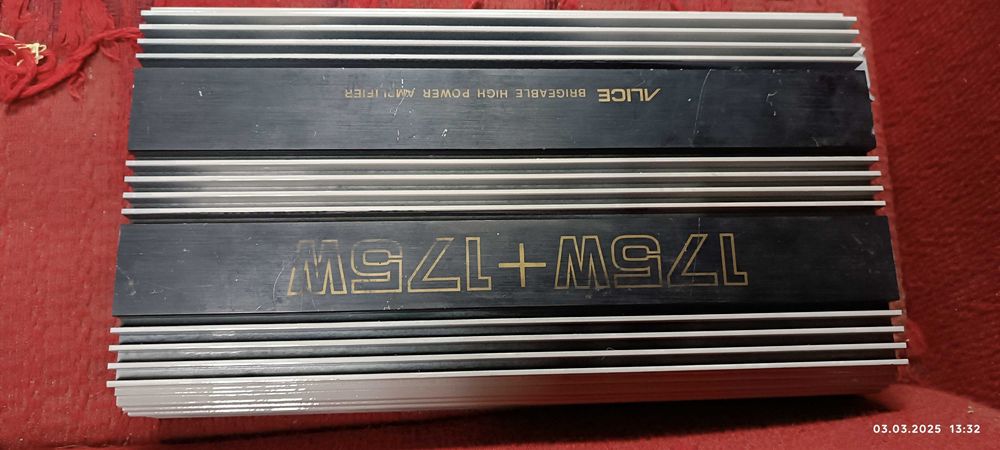 175W+175W
ALICE BRIGEABLE HIGH POWER AMPLIFIER
03.03.2025 13:32